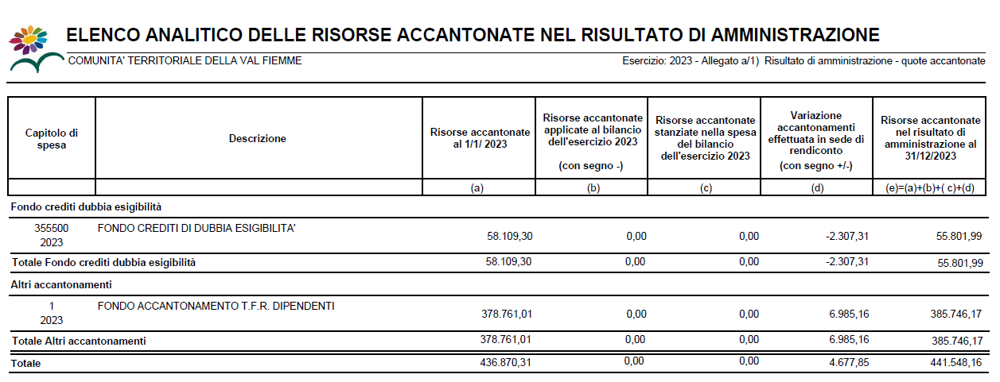 ELENCO ANALITICO DELLE RISORSE ACCANTONATE NEL RISULTATO DI AMMINISTRAZIONE
COMUNITA' TERRITORIALE DELLA VAL FIEMME Esercizio: 2023 - Allegato a/1) Risultato di amministrazione - quote accantonate
Capitolo di
spesa
Descrizione
Risorse accantonate
al 1/1/ 2023
Risorse accantonate
applicate al bilancio
dell'esercizio 2023
(con segno -)
Risorse accantonate
stanziate nella spesa
del bilancio
dell'esercizio 2023
Variazione
accantonamenti
effettuata in sede di
rendiconto
(con segno +/-)
Risorse accantonate
nel risultato di
amministrazione al
31/12/2023
(a) (b) (c) (d) (e)=(a)+(b)+( c)+(d)
Fondo crediti dubbia esigibilità
355500 FONDO CREDITI DI DUBBIA ESIGIBILITA'
2023 58.109,30 0,00 0,00 -2.307,31 55.801,99
Totale Fondo crediti dubbia esigibilità 58.109,30 0,00 0,00 -2.307,31 55.801,99
Altri accantonamenti
1 FONDO ACCANTONAMENTO T.F.R. DIPENDENTI
2023 378.761,01 0,00 0,00 6.985,16 385.746,17
Totale Altri accantonamenti 378.761,01 0,00 0,00 6.985,16 385.746,17
Totale 436.870,31 0,00 0,00 4.677,85 441.548,16